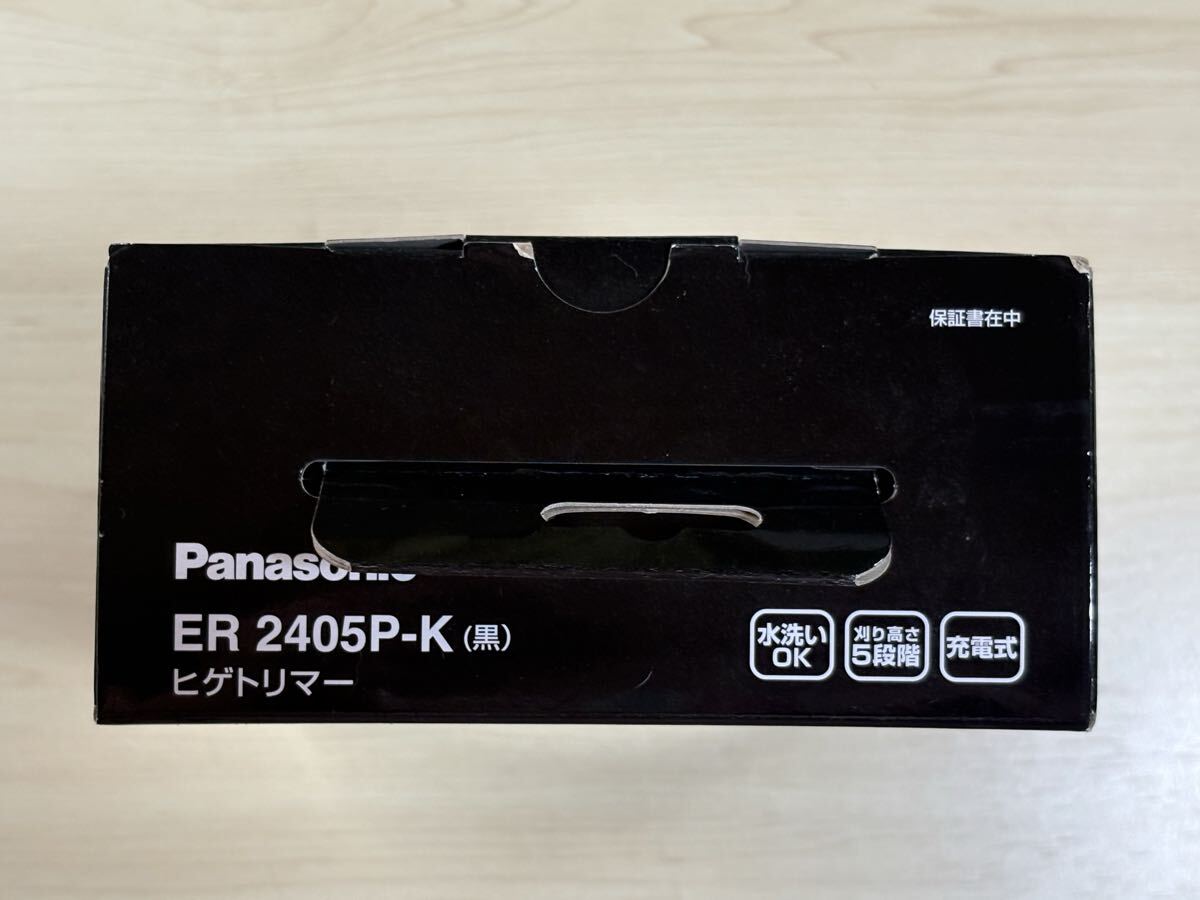 保証書在中
Panasonic
ER 2405P-K (黒)
ヒゲトリマー
水洗い
OK
刈り高さ
5段階
充電式